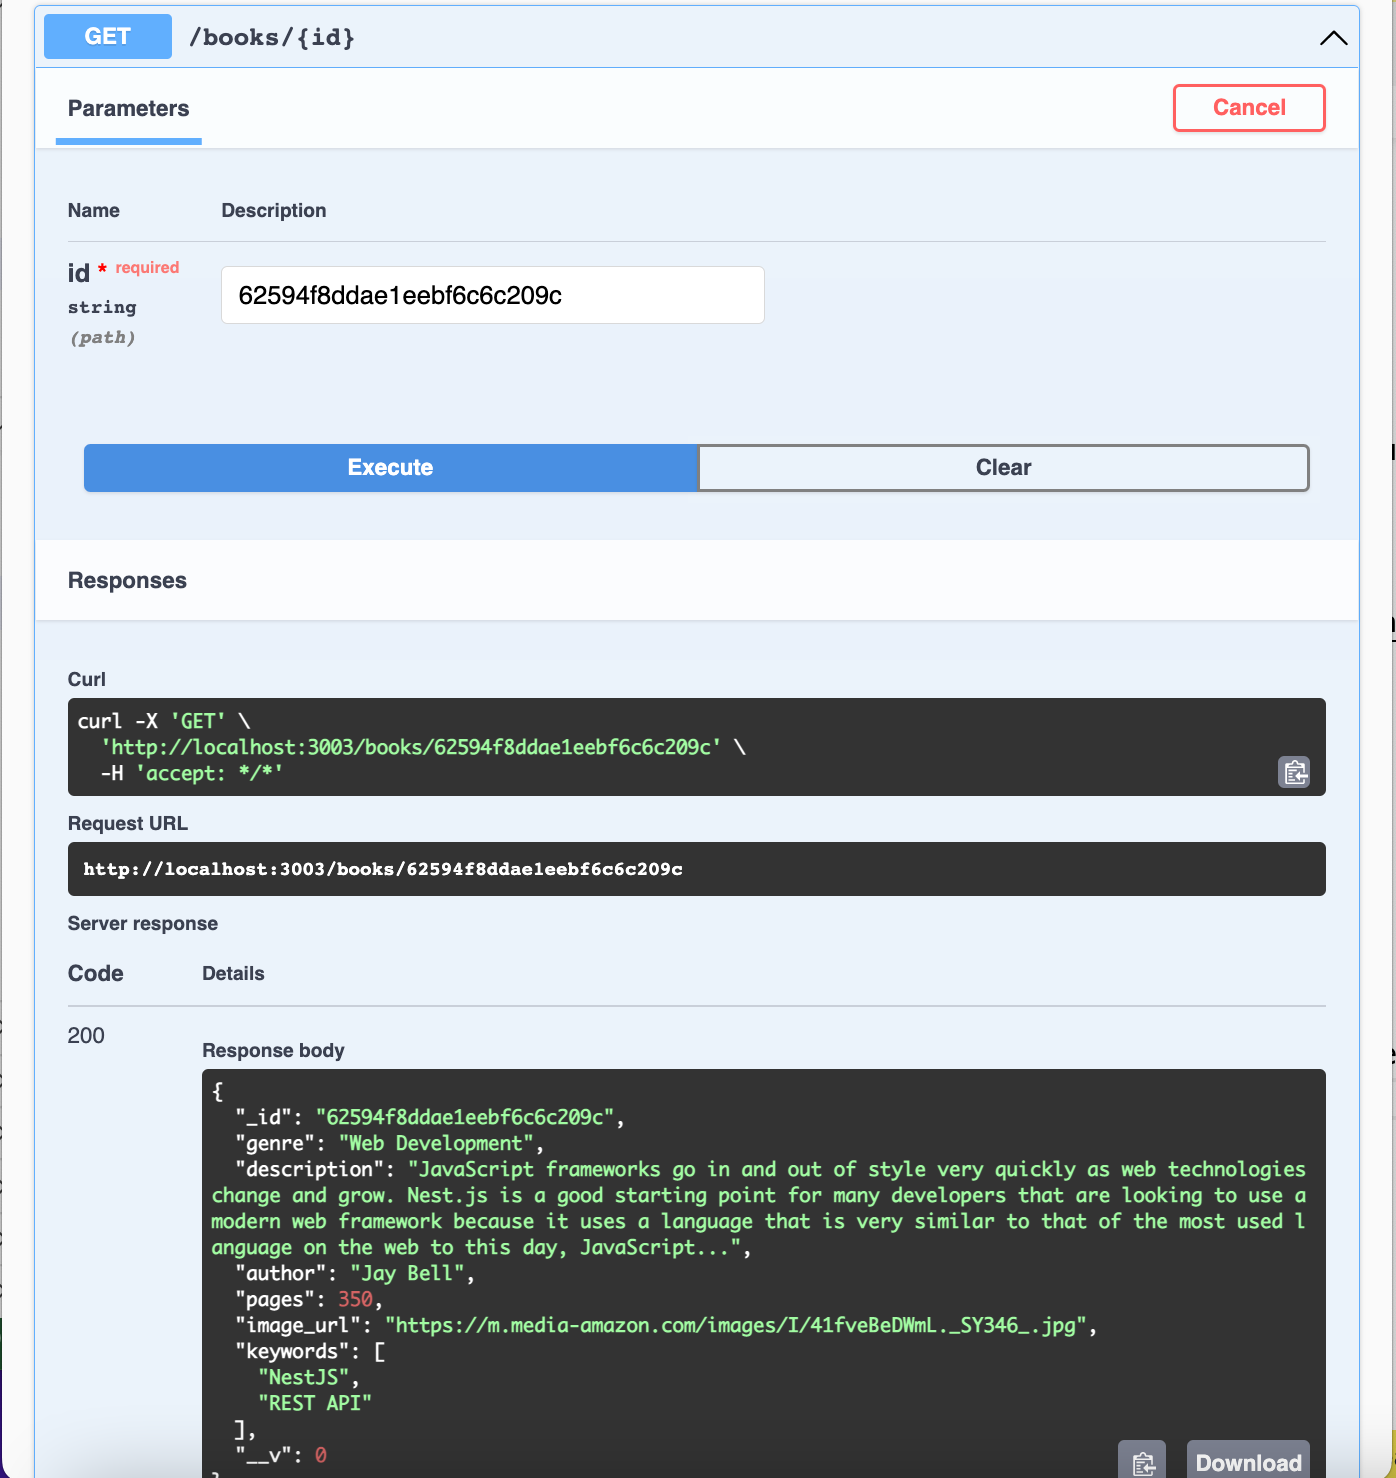 GET /books/{id}
Parameters Cancel
Name Description
id * required
string
(path)
62594f8ddae1eebf6c6c209c
Execute Clear
Responses
Curl
curl -X 'GET' \
'http://localhost:3003/books/62594f8ddae1eebf6c6c209c' \
-H 'accept: */*'
Request URL
http://localhost:3003/books/62594f8ddae1eebf6c6c209c
Server response
Code Details
200
Response body
{
"_id": "62594f8ddae1eebf6c6c209c",
"genre": "Web Development",
"description": "JavaScript frameworks go in and out of style very quickly as web technologies
change and grow. Nest.js is a good starting point for many developers that are looking to use a
modern web framework because it uses a language that is very similar to that of the most used l
anguage on the web to this day, JavaScript...",
"author": "Jay Bell",
"pages": 350,
"image_url": "https://m.media-amazon.com/images/I/41fveBeDWmL._SY346_.jpg",
"keywords": [
"NestJS",
"REST API"
],
"__v": 0
}
Download